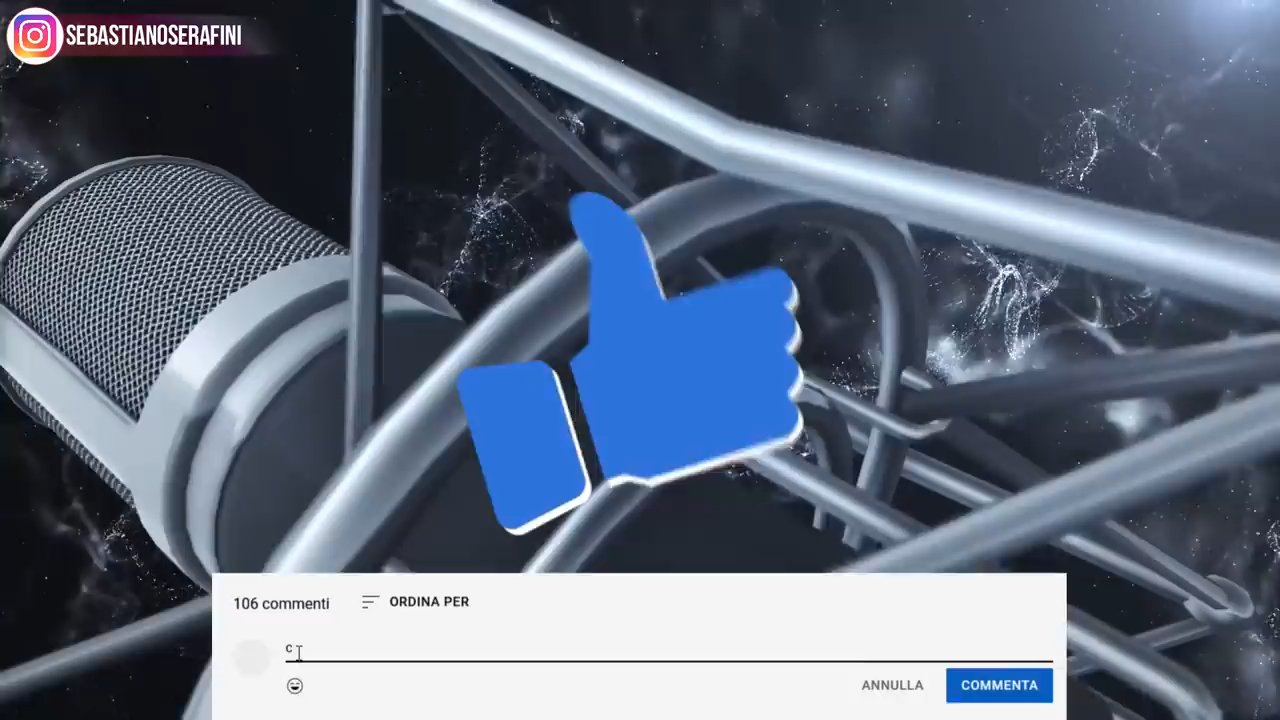 SEBASTIANOSERAFINI
106 commenti
ORDINA PER
c
ANNULLA
COMMENTA